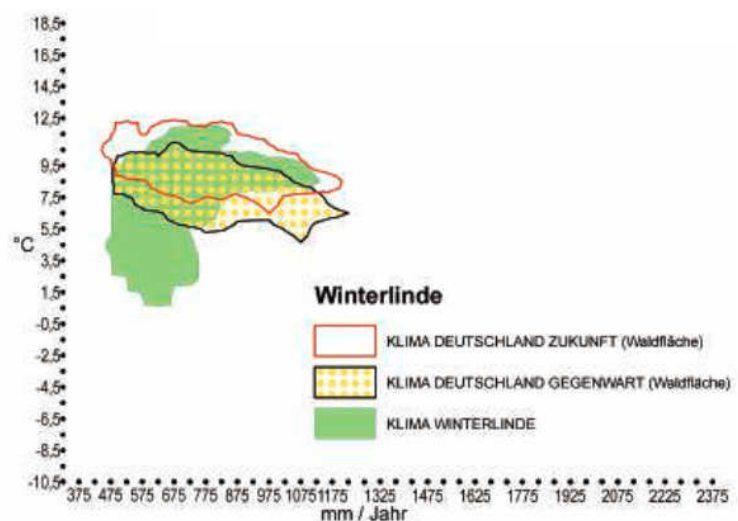 18,5
16,5
14,5
12,5
9,5
7,5
5,5
°C
3,5
1,5
-0,5
-2,5
-4,5
-6,5
-8,5
-10,5
Winterlinde
KLIMA DEUTSCHLAND ZUKUNFT (Waldfläche)
KLIMA DEUTSCHLAND GEGENWART (Waldfläche)
KLIMA WINTERLINDE
375 475 575 675 775 875 975 1075 1175 1325 1475 1625 1775 1925 2075 2225 2375
mm / Jahr